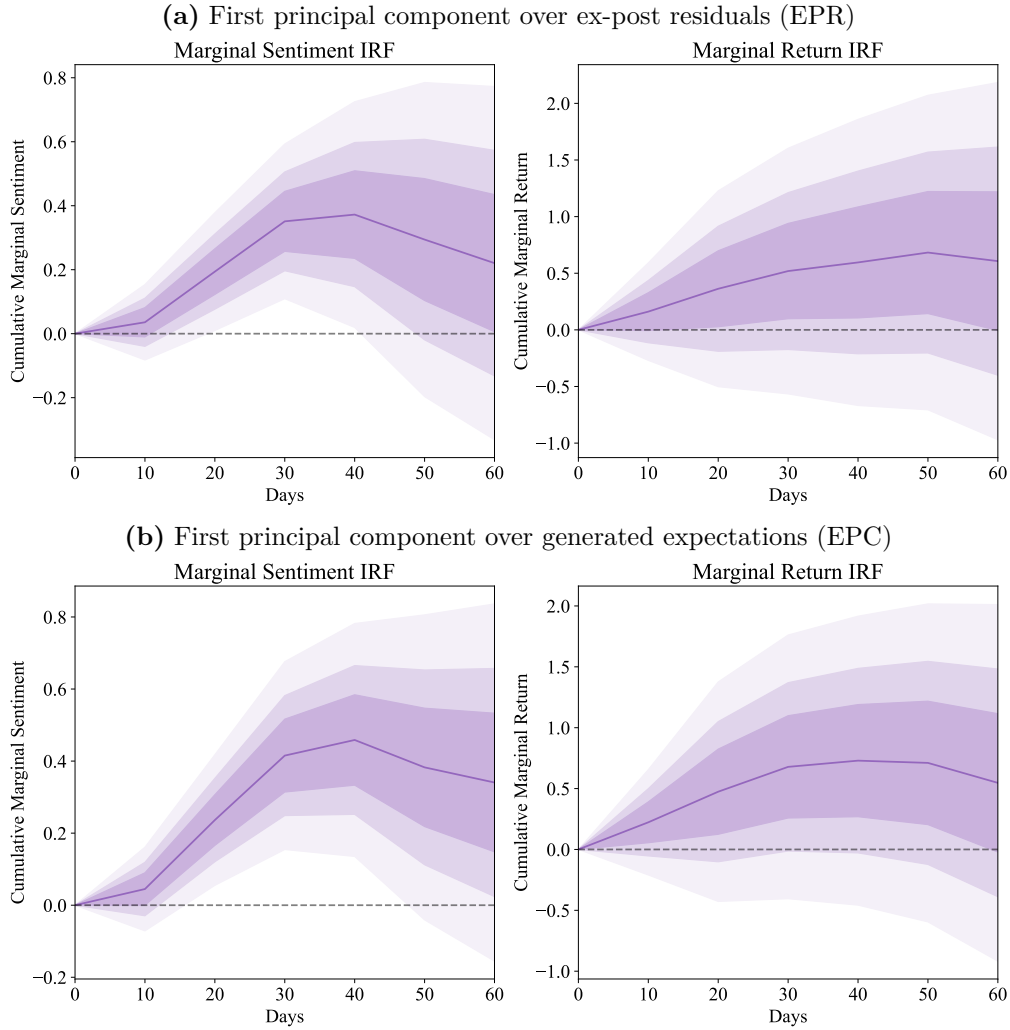 (a) First principal component over ex-post residuals (EPR)
Marginal Sentiment IRF
Cumulative Marginal Sentiment
0.8
0.6
0.4
0.2
0.0
−0.2
0 10 20 30 40 50 60
Days
Marginal Return IRF
Cumulative Marginal Return
2.0
1.5
1.0
0.5
0.0
−0.5
−1.0
0 10 20 30 40 50 60
Days
(b) First principal component over generated expectations (EPC)
Marginal Sentiment IRF
Cumulative Marginal Sentiment
0.8
0.6
0.4
0.2
0.0
−0.2
0 10 20 30 40 50 60
Days
Marginal Return IRF
Cumulative Marginal Return
2.0
1.5
1.0
0.5
0.0
−0.5
−1.0
0 10 20 30 40 50 60
Days